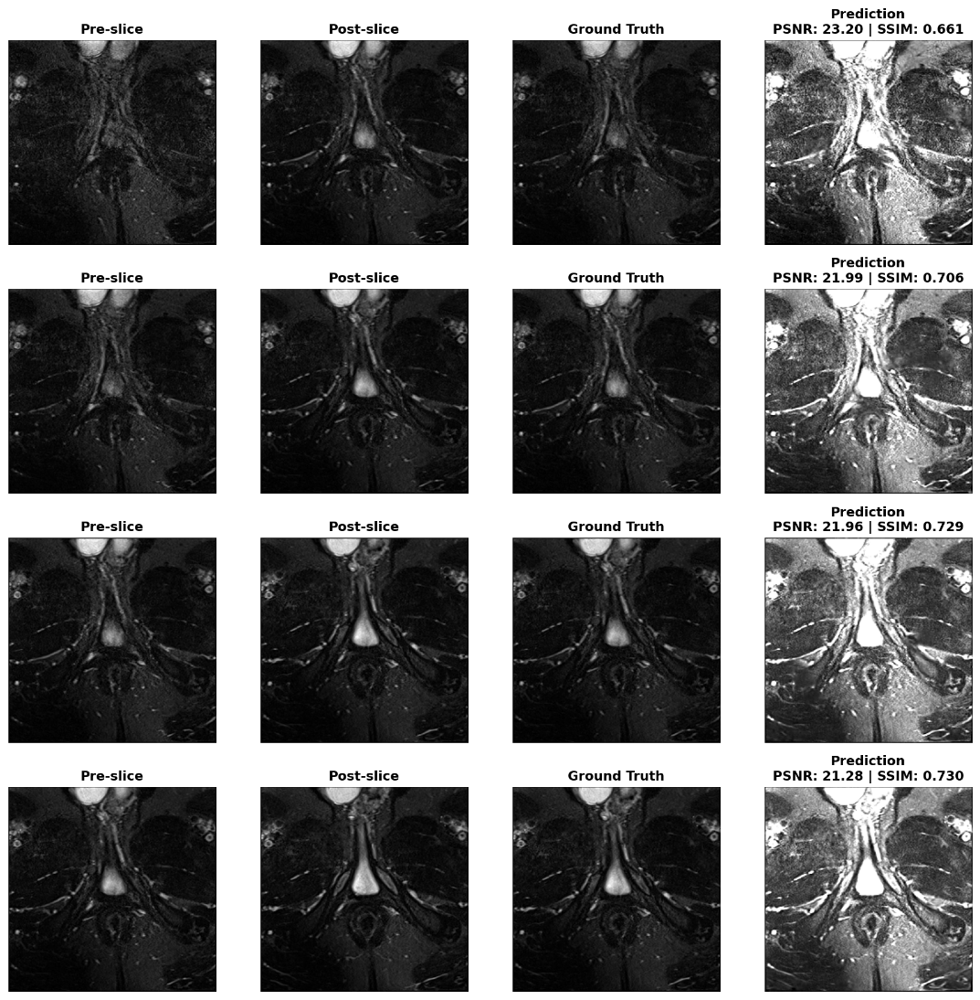 Pre-slice
Post-slice
Ground Truth
Prediction
PSNR: 23.20 | SSIM: 0.661
Pre-slice
Post-slice
Ground Truth
Prediction
PSNR: 21.99 | SSIM: 0.706
Pre-slice
Post-slice
Ground Truth
Prediction
PSNR: 21.96 | SSIM: 0.729
Pre-slice
Post-slice
Ground Truth
Prediction
PSNR: 21.28 | SSIM: 0.730